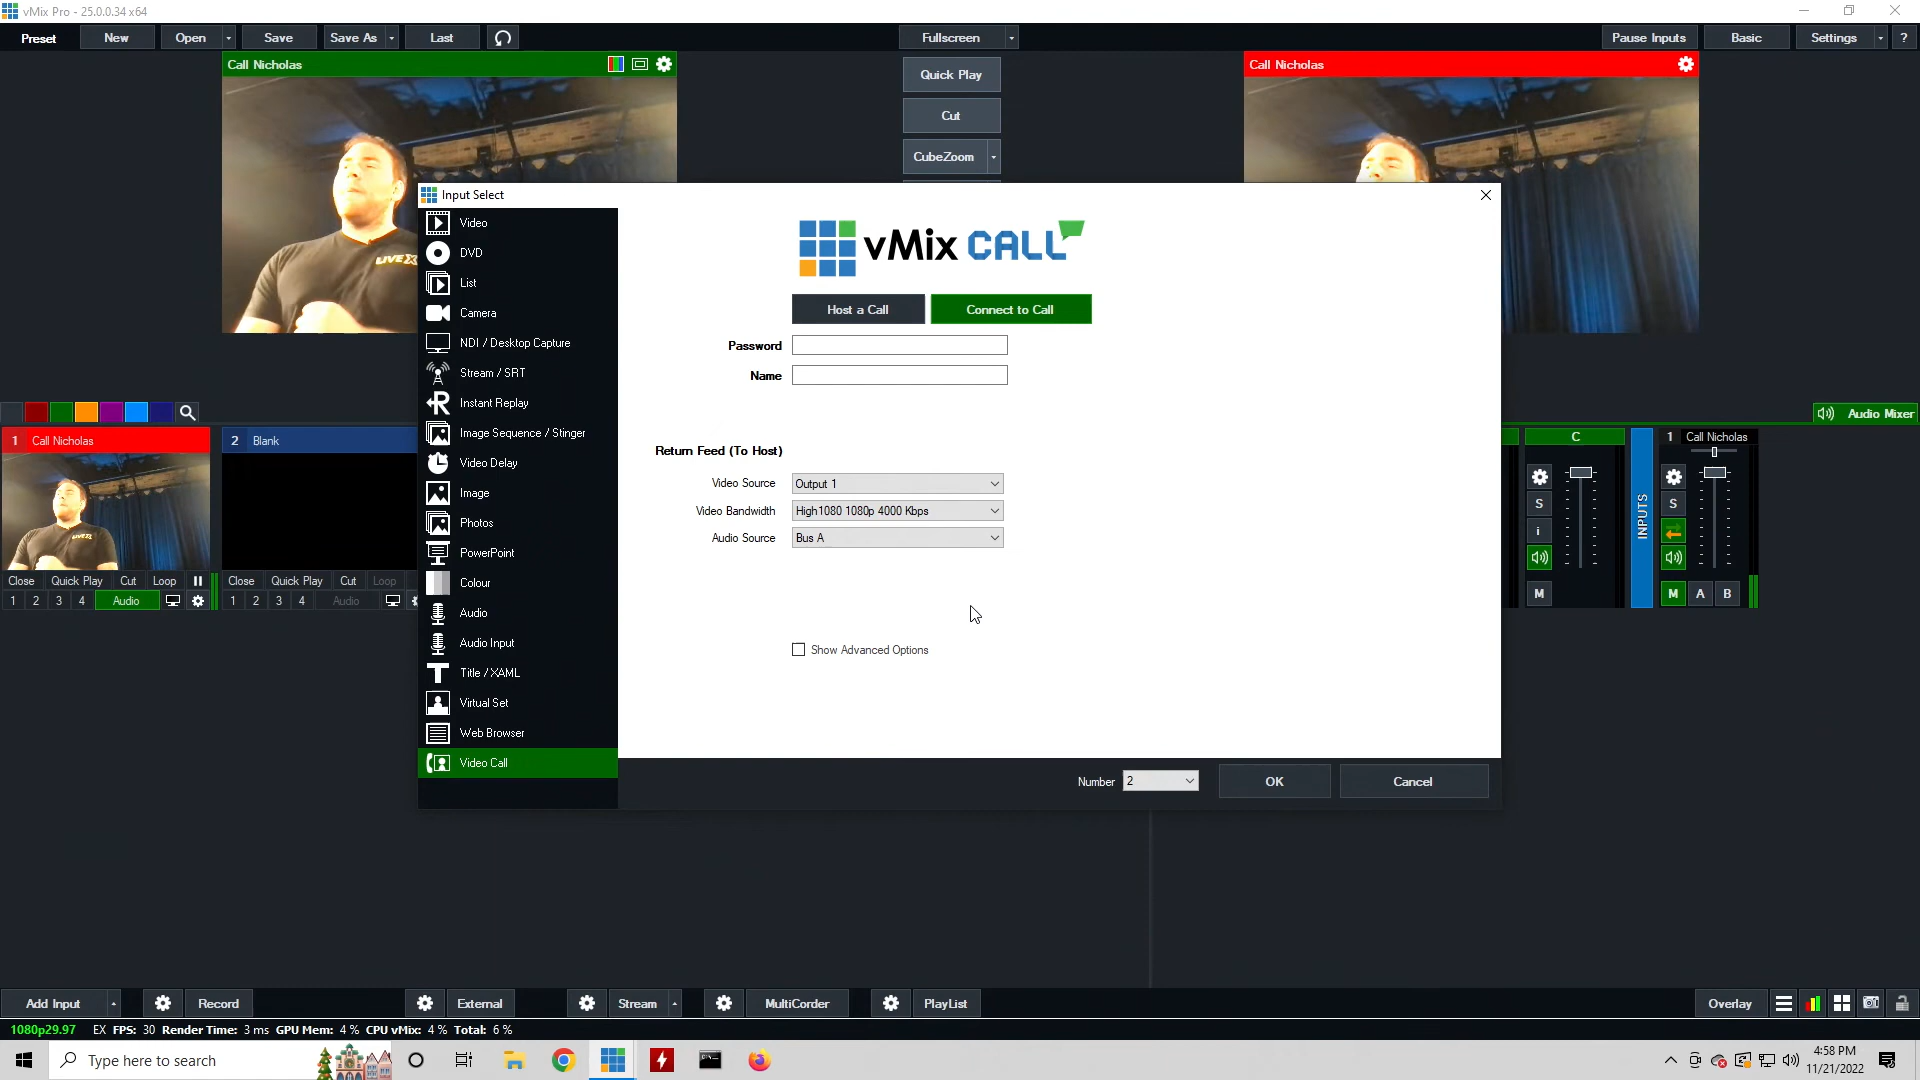 vMix Pro - 25.0.0.34 x64
Preset New Open Save Save As Last Fullscreen Pause Inputs Basic Settings ?
Call Nicholas
Quick Play
Cut
CubeZoom
Call Nicholas
LIVEX
Input Select
Video
DVD
List
Camera
NDI / Desktop Capture
Stream / SRT
Instant Replay
Image Sequence / Stinger
Video Delay
Image
Photos
PowerPoint
Colour
Audio
Audio Input
Title / XAML
Virtual Set
Web Browser
Video Call
vMix CALL
Host a Call Connect to Call
Password
Name
Return Feed (To Host)
Video Source Output 1
Video Bandwidth High1080 1080p 4000 Kbps
Audio Source Bus A
Show Advanced Options
Number 2 OK Cancel
1 Call Nicholas
LIVEX
Close Quick Play Cut Loop
1 2 3 4 Audio
2 Blank
Close Quick Play Cut Loop
1 2 3 4 Audio
Audio Mixer
C
S
i
M
INPUTS
1 Call Nicholas
S
M A B
Add Input Record External Stream MultiCorder PlayList Overlay
1080p29.97 EX FPS: 30 Render Time: 3 ms GPU Mem: 4 % CPU vMix: 4 % Total: 6 %
Type here to search
4:58 PM
11/21/2022